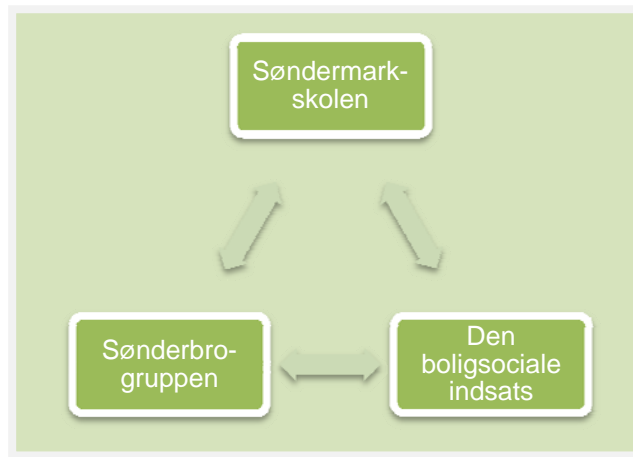 Søndermark-
skolen
Sønderbro-
gruppen
Den
boligsociale
indsats